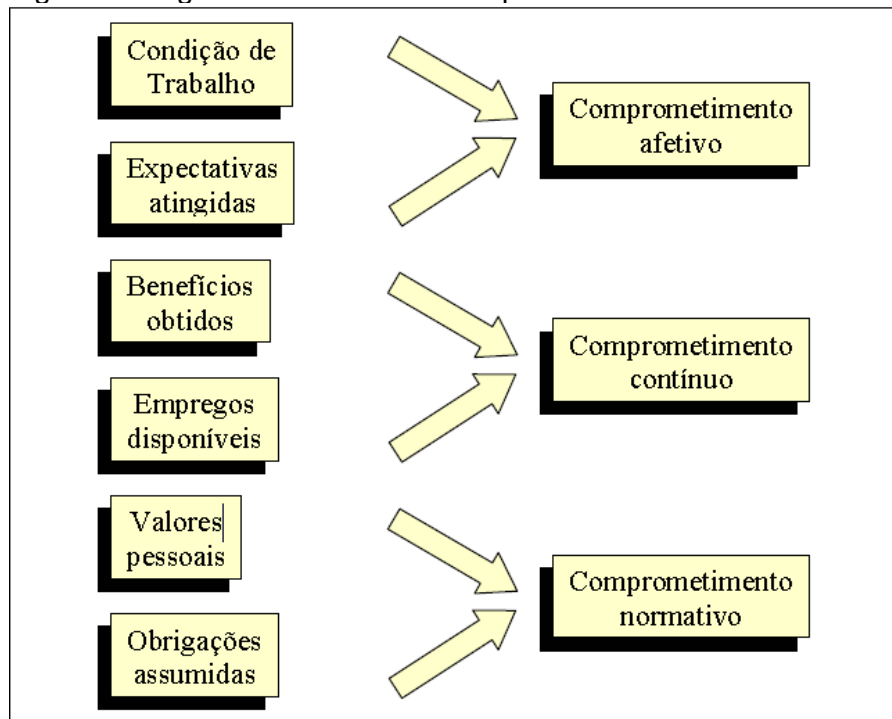 Condição de
Trabalho
Expectativas
atingidas
Comprometimento
afetivo
Benefícios
obtidos
Empregos
disponíveis
Comprometimento
contínuo
Valores
pessoais
Obrigações
assumidas
Comprometimento
normativo